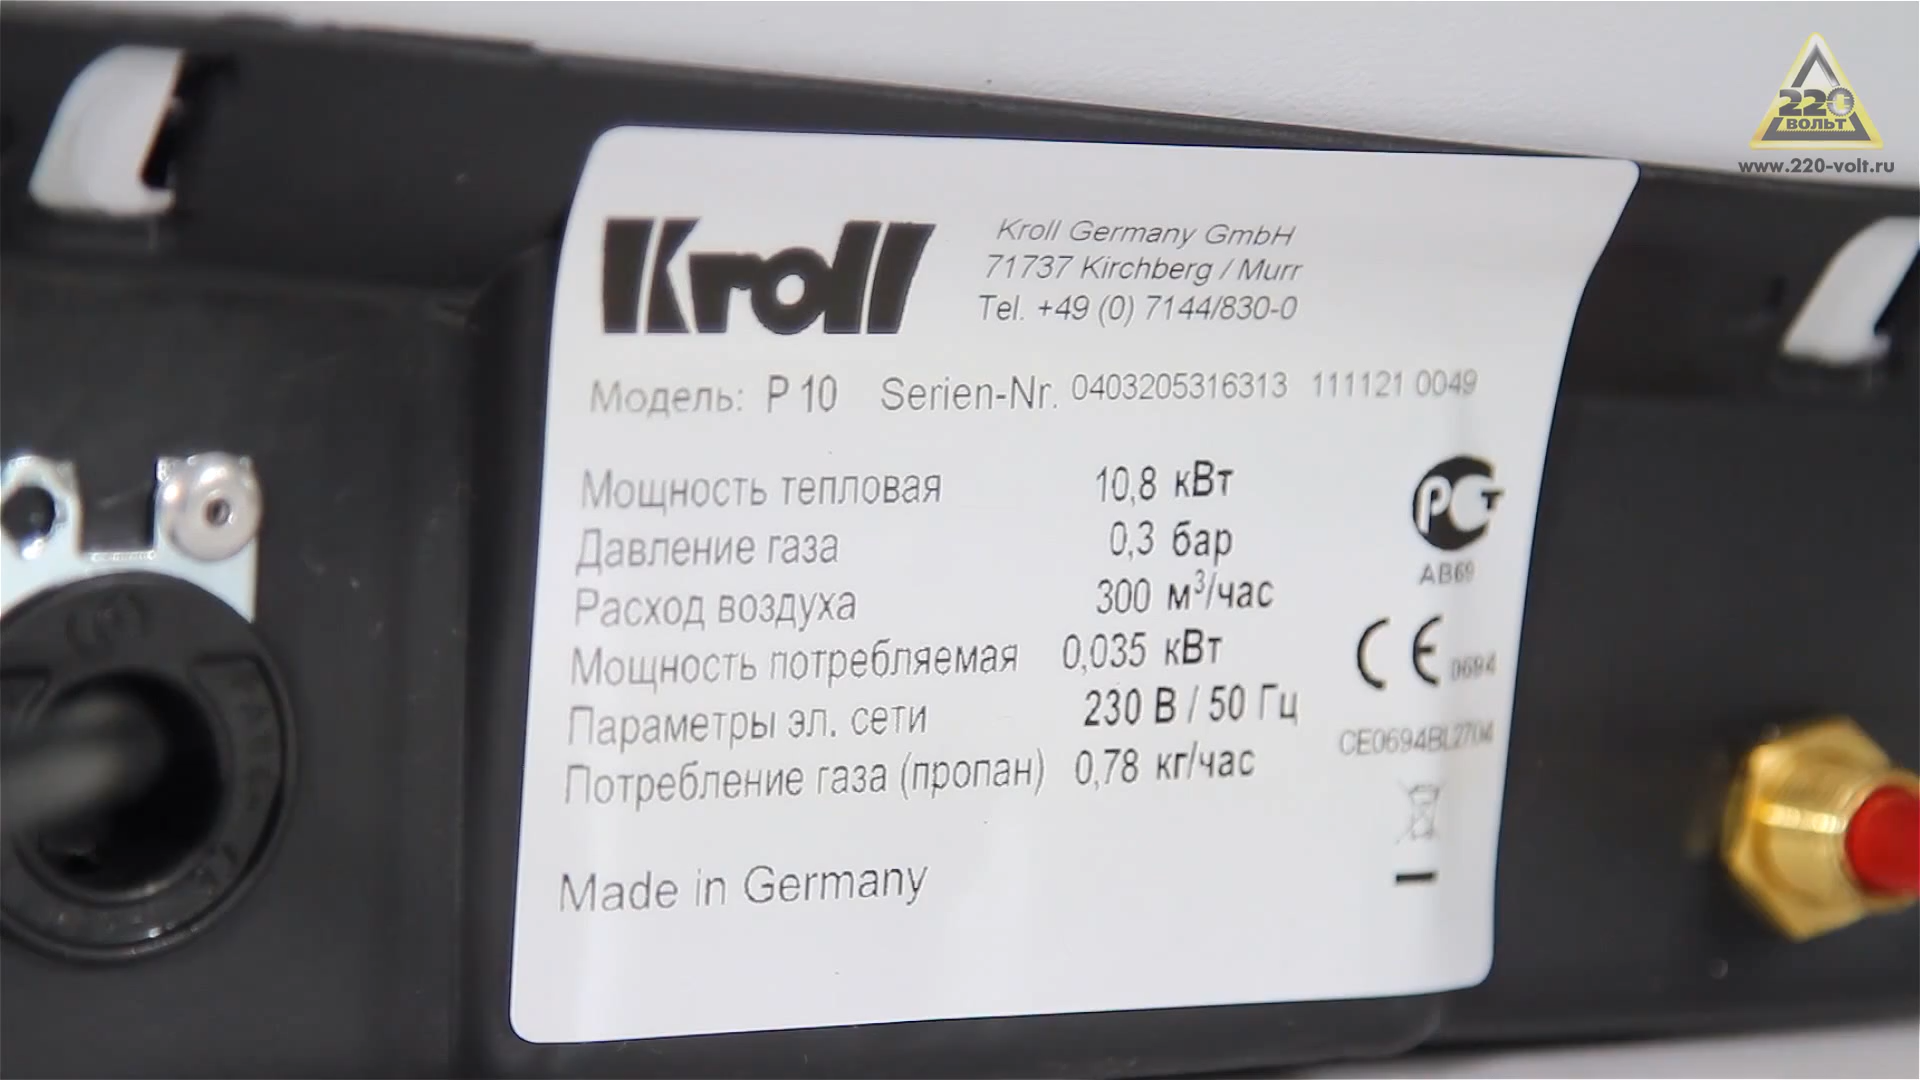 220
ВОЛЬТ
www.220-volt.ru
Kroll
Kroll Germany GmbH
71737 Kirchberg / Murr
Tel. +49 (0) 7144/830-0
Модель: P 10 Serien-Nr. 0403205316313 111121 0049
Мощность тепловая 10,8 кВт
Давление газа 0,3 бар
Расход воздуха 300 м³/час
Мощность потребляемая 0,035 кВт
Параметры эл. сети 230 В / 50 Гц
Потребление газа (пропан) 0,78 кг/час
Made in Germany
РСТ
АВ69
CE 0694
CE0694BL2704